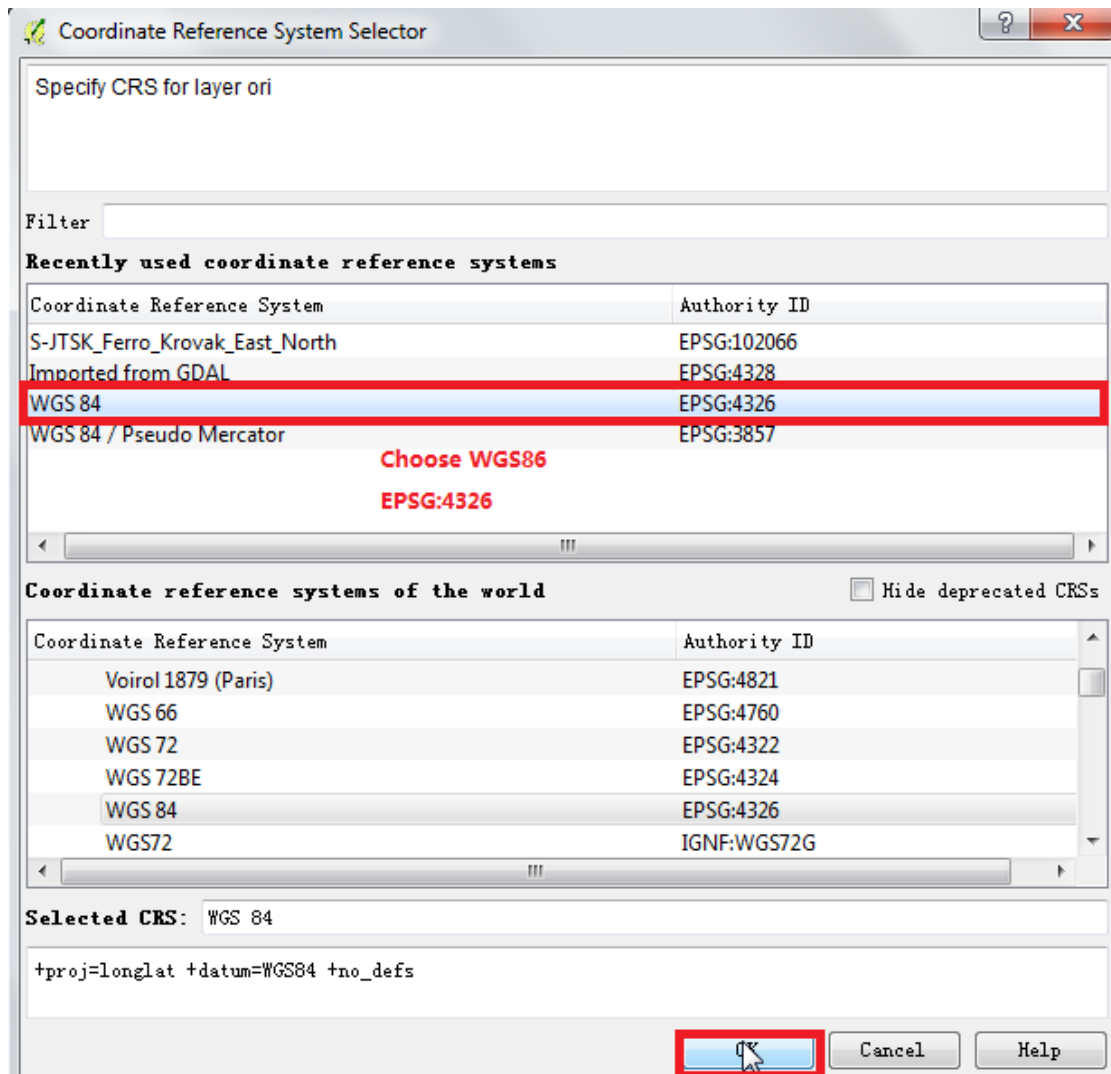 Coordinate Reference System Selector
Specify CRS for layer ori
Filter
Recently used coordinate reference systems
Coordinate Reference System Authority ID
S-JTSK_Ferro_Krovak_East_North EPSG:102066
Imported from GDAL EPSG:4328
WGS 84 EPSG:4326
WGS 84 / Pseudo Mercator EPSG:3857
Choose WGS86
EPSG:4326
Coordinate reference systems of the world Hide deprecated CRSs
Coordinate Reference System Authority ID
Voirol 1879 (Paris) EPSG:4821
WGS 66 EPSG:4760
WGS 72 EPSG:4322
WGS 72BE EPSG:4324
WGS 84 EPSG:4326
WGS72 IGNF:WGS72G
Selected CRS: WGS 84
+proj=longlat +datum=WGS84 +no_defs
OK Cancel Help